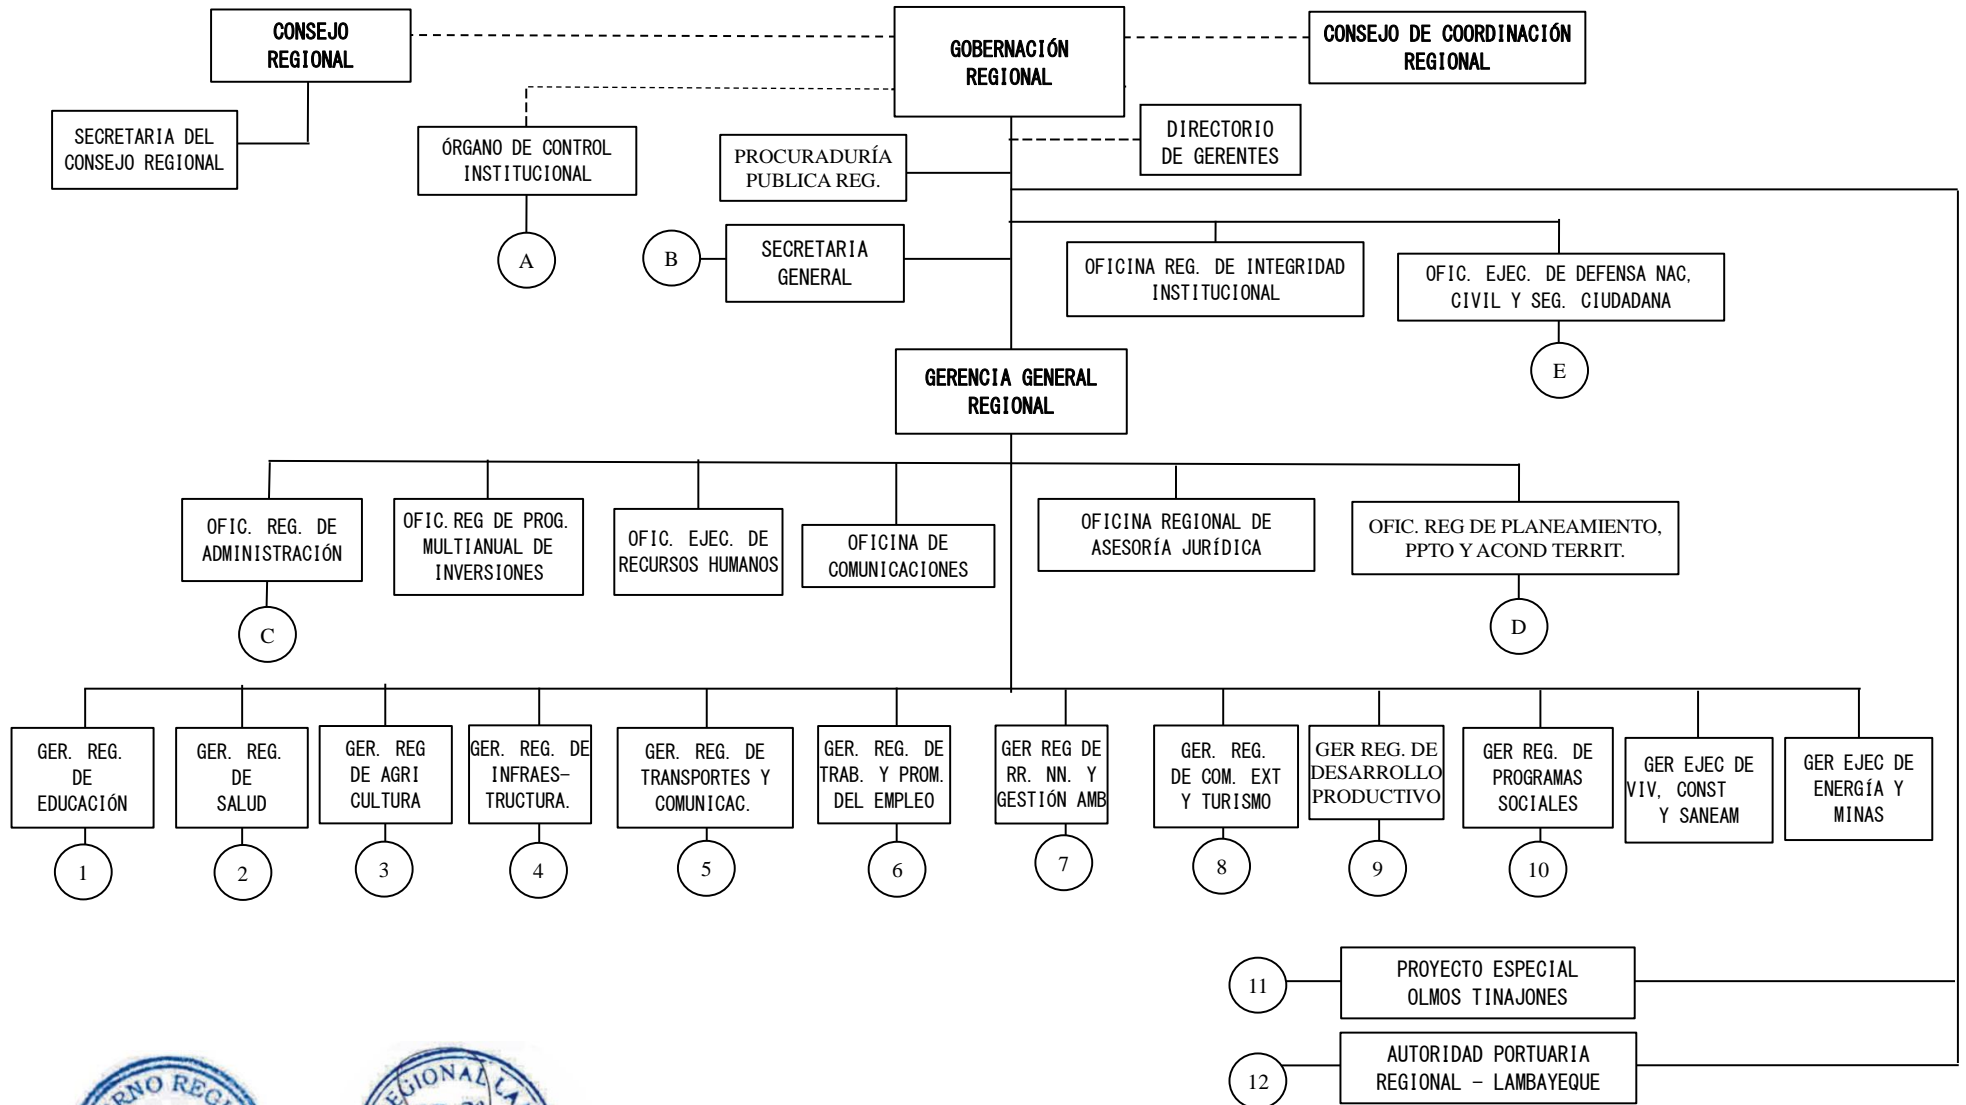 CONSEJO
REGIONAL
GOBERNACIÓN
REGIONAL
CONSEJO DE COORDINACIÓN
REGIONAL
SECRETARIA DEL
CONSEJO REGIONAL
ÓRGANO DE CONTROL
INSTITUCIONAL
PROCURADURÍA
PUBLICA REG.
DIRECTORIO
DE GERENTES
A
B
SECRETARIA
GENERAL
OFICINA REG. DE INTEGRIDAD
INSTITUCIONAL
OFIC. EJEC. DE DEFENSA NAC,
CIVIL Y SEG. CIUDADANA
E
GERENCIA GENERAL
REGIONAL
OFIC. REG. DE
ADMINISTRACIÓN
OFIC. REG DE PROG.
MULTIANUAL DE
INVERSIONES
OFIC. EJEC. DE
RECURSOS HUMANOS
OFICINA DE
COMUNICACIONES
OFICINA REGIONAL DE
ASESORÍA JURÍDICA
OFIC. REG DE PLANEAMIENTO,
PPTO Y ACOND TERRIT.
C
D
GER. REG.
DE
EDUCACIÓN
GER. REG.
DE
SALUD
GER. REG
DE AGRI
CULTURA
GER. REG. DE
INFRAES-
TRUCTURA.
GER. REG. DE
TRANSPORTES Y
COMUNICAC.
GER. REG. DE
TRAB. Y PROM.
DEL EMPLEO
GER REG DE
RR. NN. Y
GESTIÓN AMB
GER. REG.
DE COM. EXT
Y TURISMO
GER REG. DE
DESARROLLO
PRODUCTIVO
GER REG. DE
PROGRAMAS
SOCIALES
GER EJEC DE
VIV, CONST
Y SANEAM
GER EJEC DE
ENERGÍA Y
MINAS
1
2
3
4
5
6
7
8
9
10
11
PROYECTO ESPECIAL
OLMOS TINAJONES
12
AUTORIDAD PORTUARIA
REGIONAL - LAMBAYEQUE